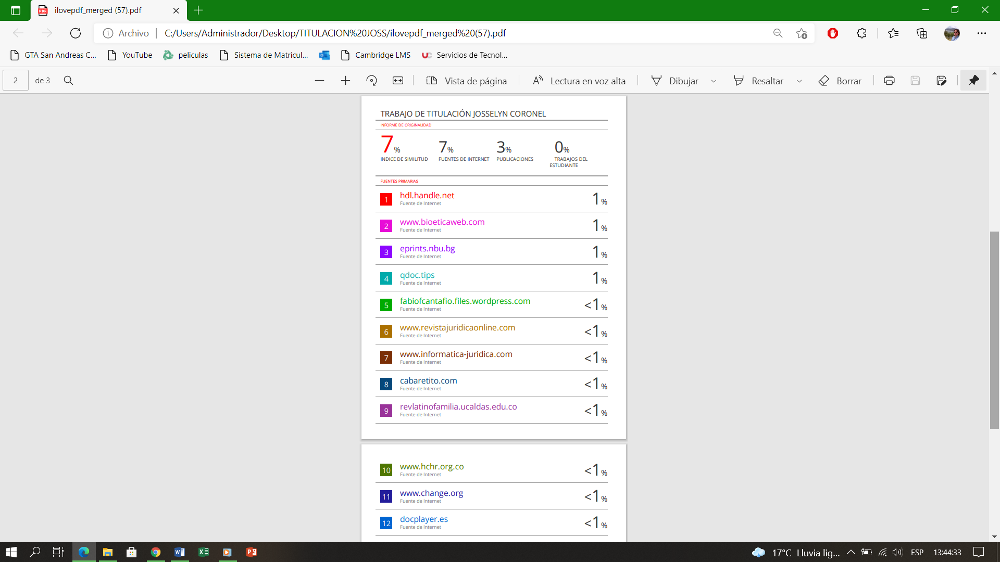 ilovepdf_merged (57).pdf
Archivo
C:/Users/Administrador/Desktop/TITULACION%20JOSS/ilovepdf_merged%20(57).pdf
GTA San Andreas C...
YouTube
peliculas
Sistema de Matricul...
Cambridge LMS
Servicios de Tecnol...
2 de 3
Vista de página
Lectura en voz alta
Dibujar
Resaltar
Borrar
TRABAJO DE TITULACIÓN JOSSELYN CORONEL
INFORME DE ORIGINALIDAD
7% 7% 3% 0%
INDICE DE SIMILITUD FUENTES DE INTERNET PUBLICACIONES TRABAJOS DEL
ESTUDIANTE
FUENTES PRIMARIAS
1 hdl.handle.net 1%
Fuente de Internet
2 www.bioeticaweb.com 1%
Fuente de Internet
3 eprints.nbu.bg 1%
Fuente de Internet
4 qdoc.tips 1%
Fuente de Internet
5 fabiofcantafio.files.wordpress.com <1%
Fuente de Internet
6 www.revistajuridicaonline.com <1%
Fuente de Internet
7 www.informatica-juridica.com <1%
Fuente de Internet
8 cabaretito.com <1%
Fuente de Internet
9 revlatinofamilia.ucaldas.edu.co <1%
Fuente de Internet
10 www.hchr.org.co <1%
Fuente de Internet
11 www.change.org <1%
Fuente de Internet
12 docplayer.es <1%
Fuente de Internet
17°C Lluvia lig... ESP 13:44:33